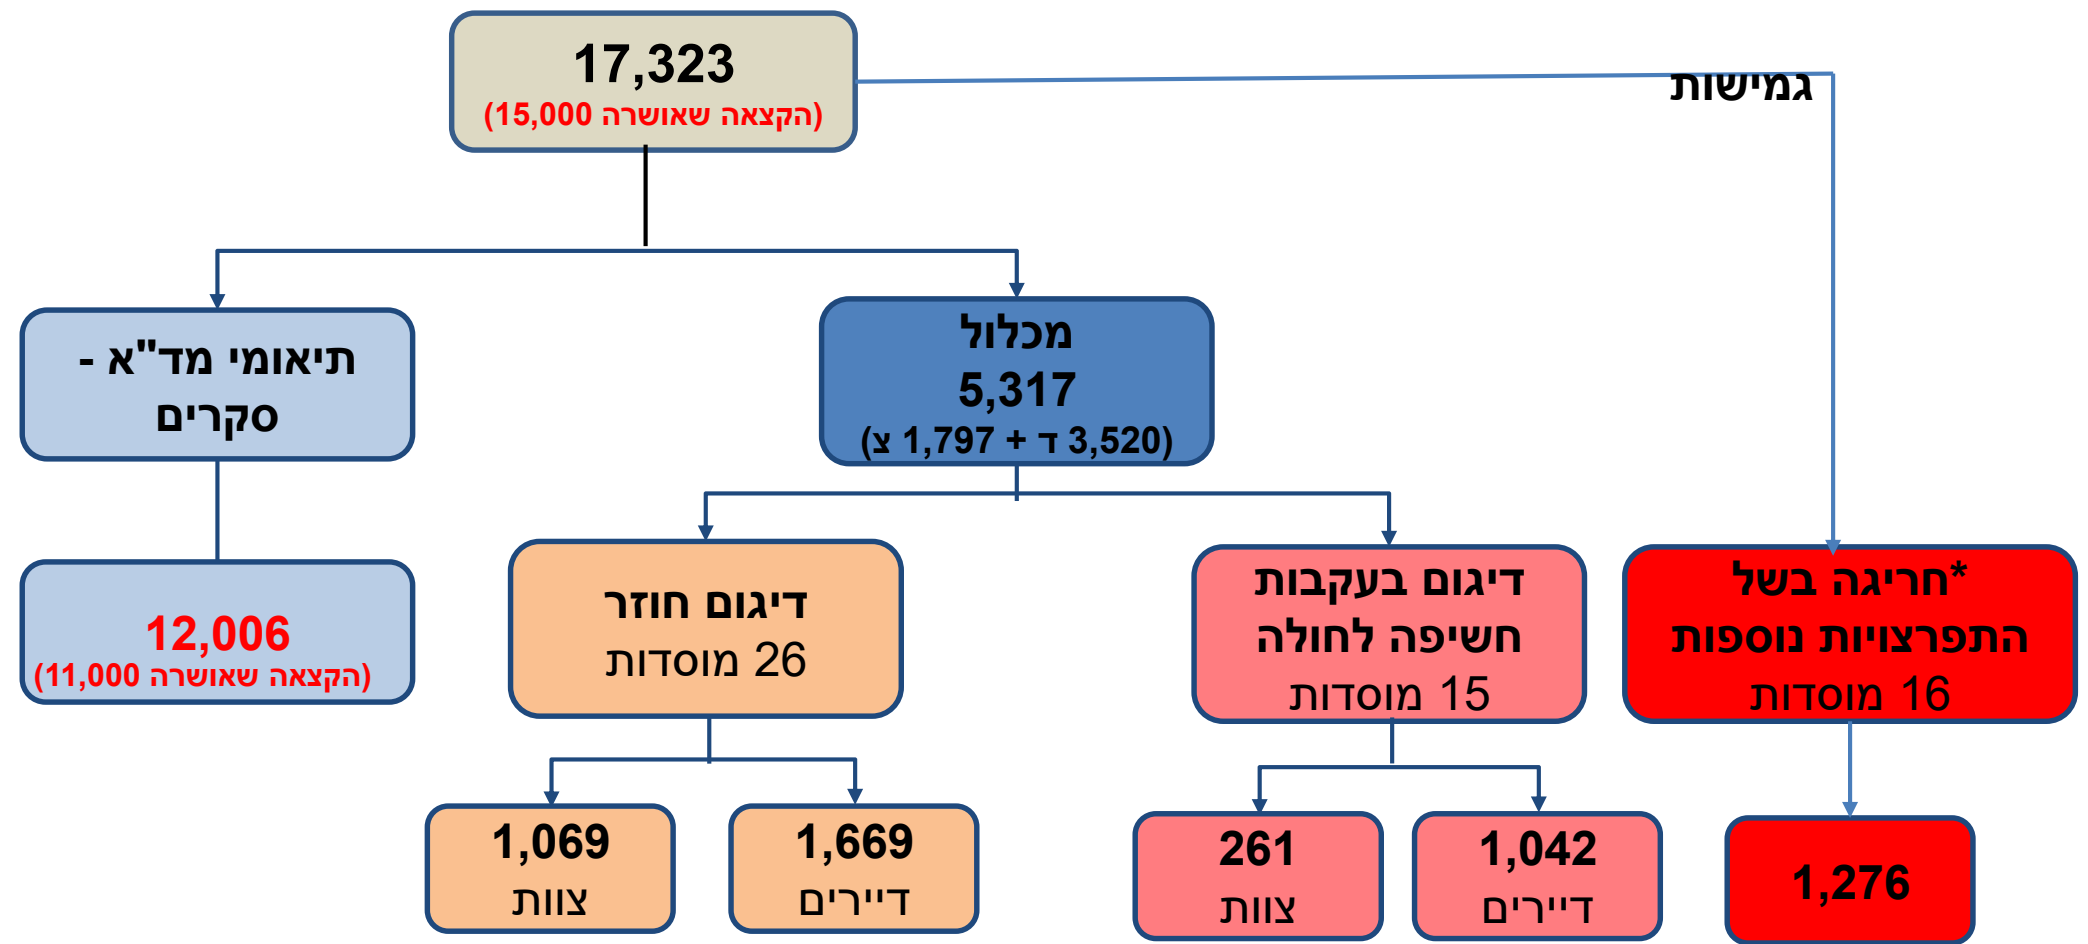 17,323
(הקצאה שאושרה 15,000)
גמישות
מכלול
5,317
(3,520 ד + 1,797 צ)
תיאומי מד"א -
סקרים
12,006
(הקצאה שאושרה 11,000)
*חריגה בשל
התפרצויות נוספות
16 מוסדות
1,276
דיגום בעקבות
חשיפה לחולה
15 מוסדות
1,042
דיירים
261
צוות
דיגום חוזר
26 מוסדות
1,669
דיירים
1,069
צוות